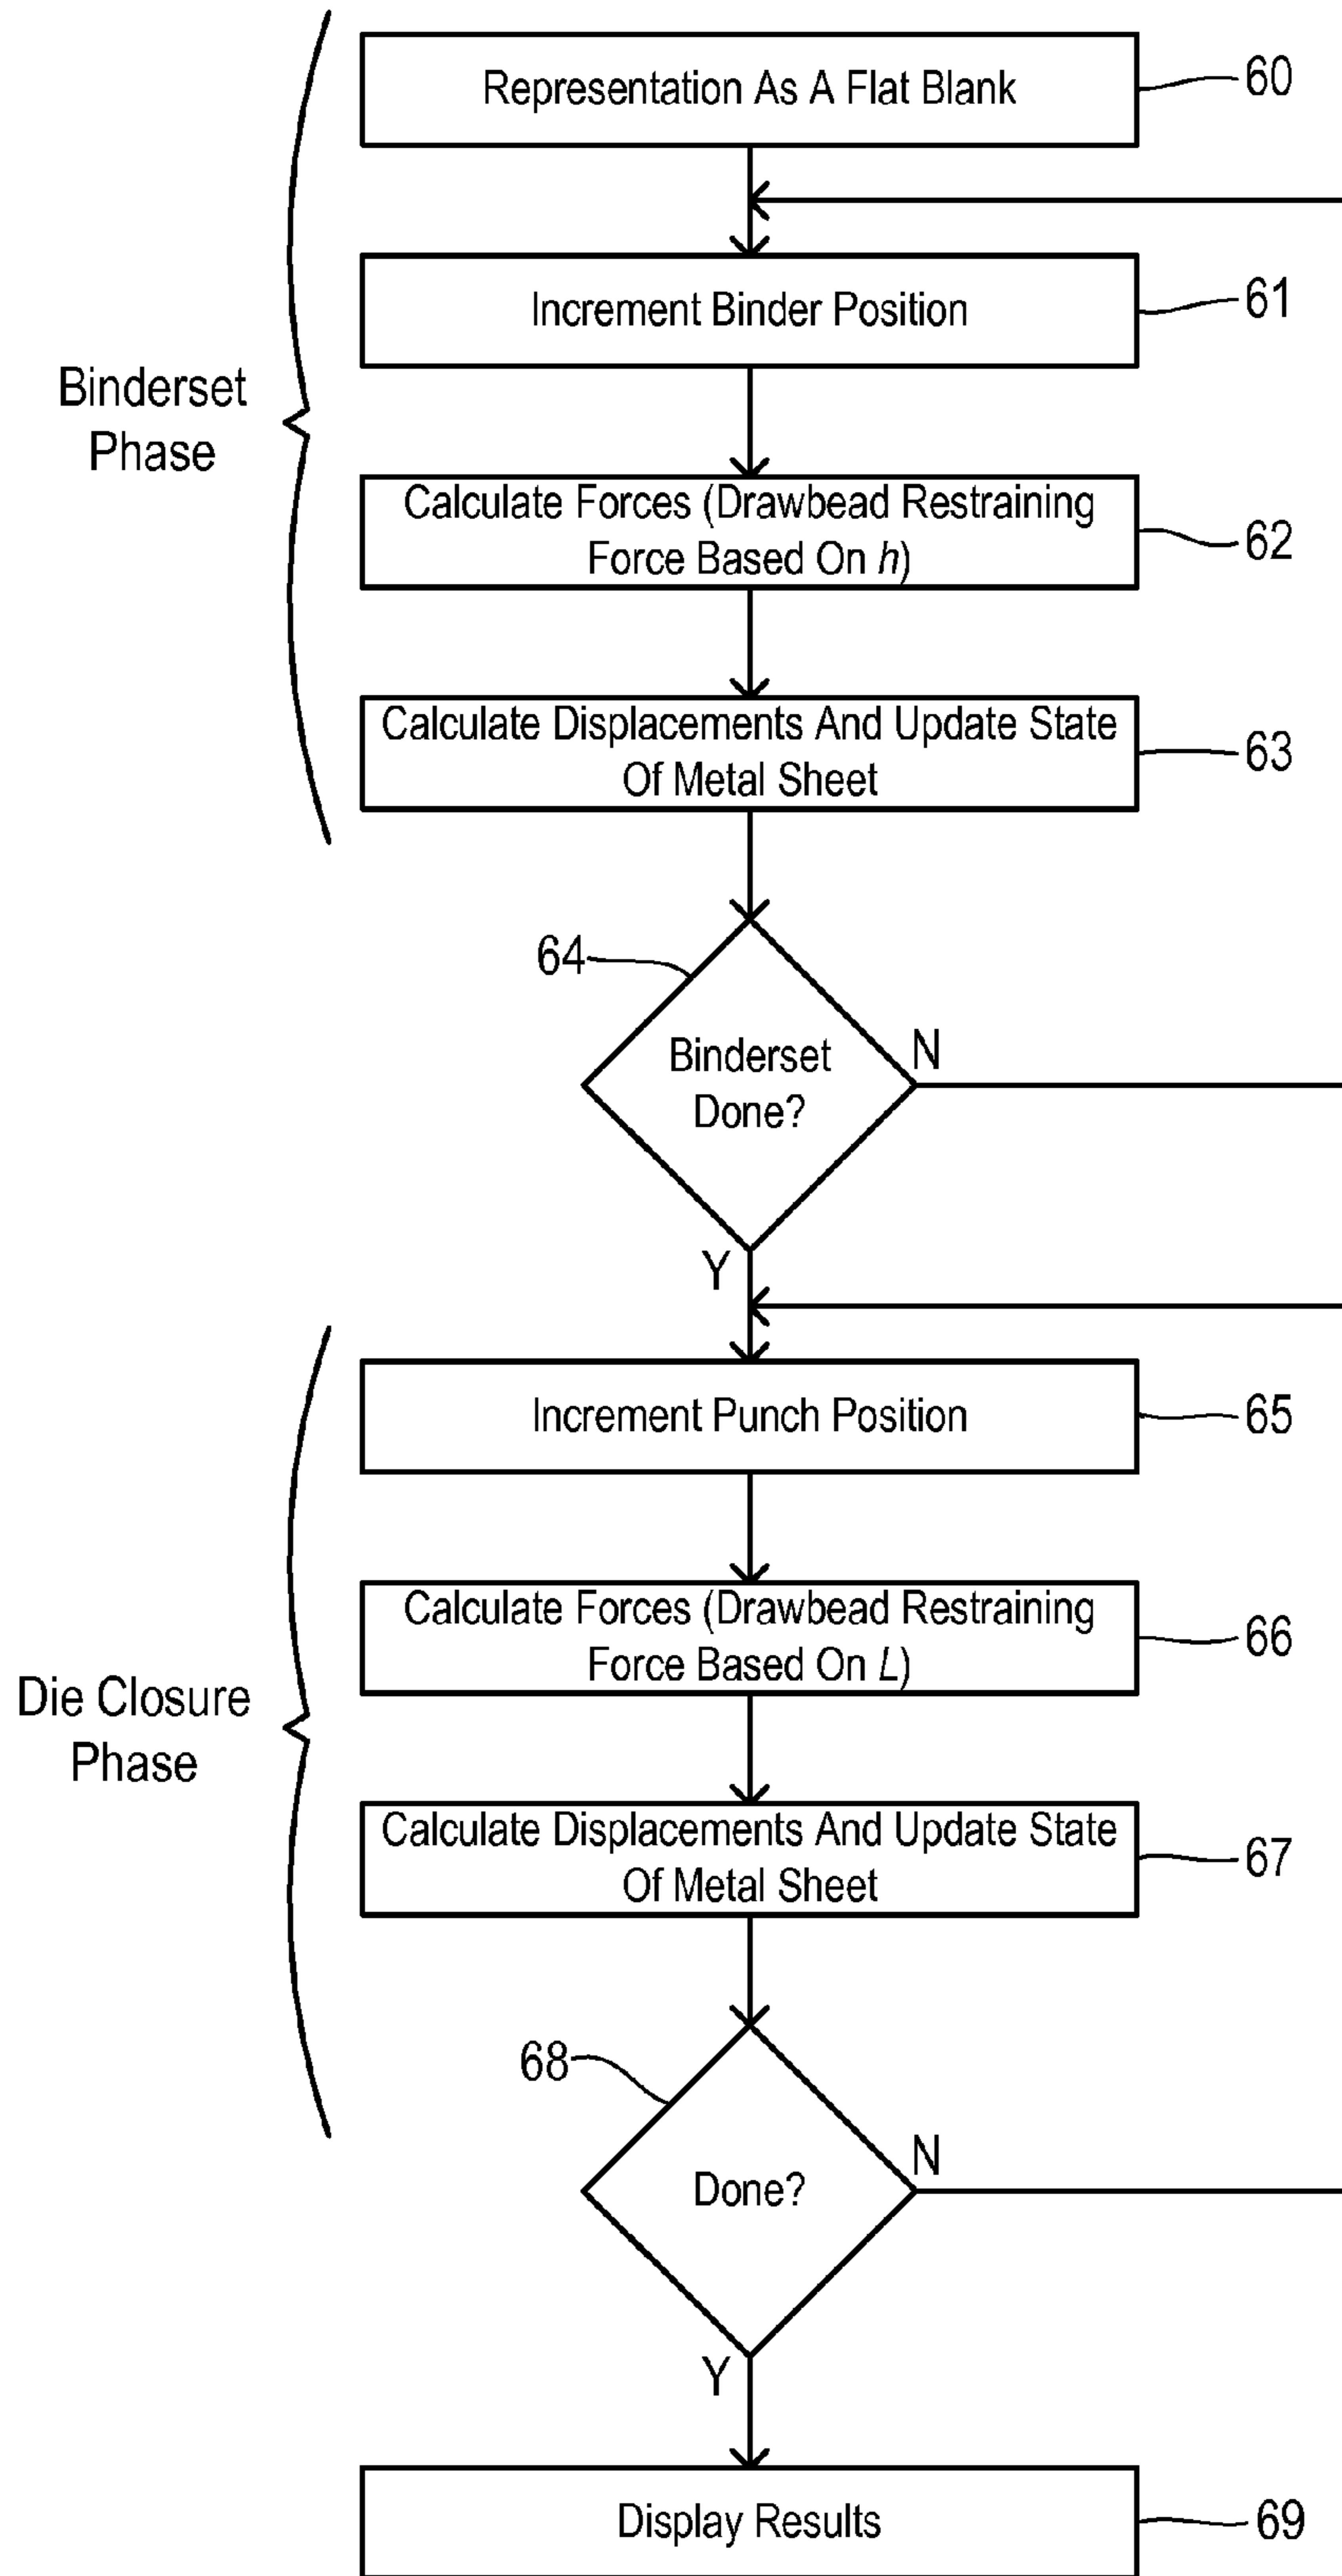 Representation As A Flat Blank
60
Increment Binder Position
61
Binderset
Phase
Calculate Forces (Drawbead Restraining
Force Based On h)
62
Calculate Displacements And Update State
Of Metal Sheet
63
64
Binderset
Done?
N
Y
Increment Punch Position
65
Calculate Forces (Drawbead Restraining
Force Based On L)
66
Die Closure
Phase
Calculate Displacements And Update State
Of Metal Sheet
67
68
Done?
N
Y
Display Results
69